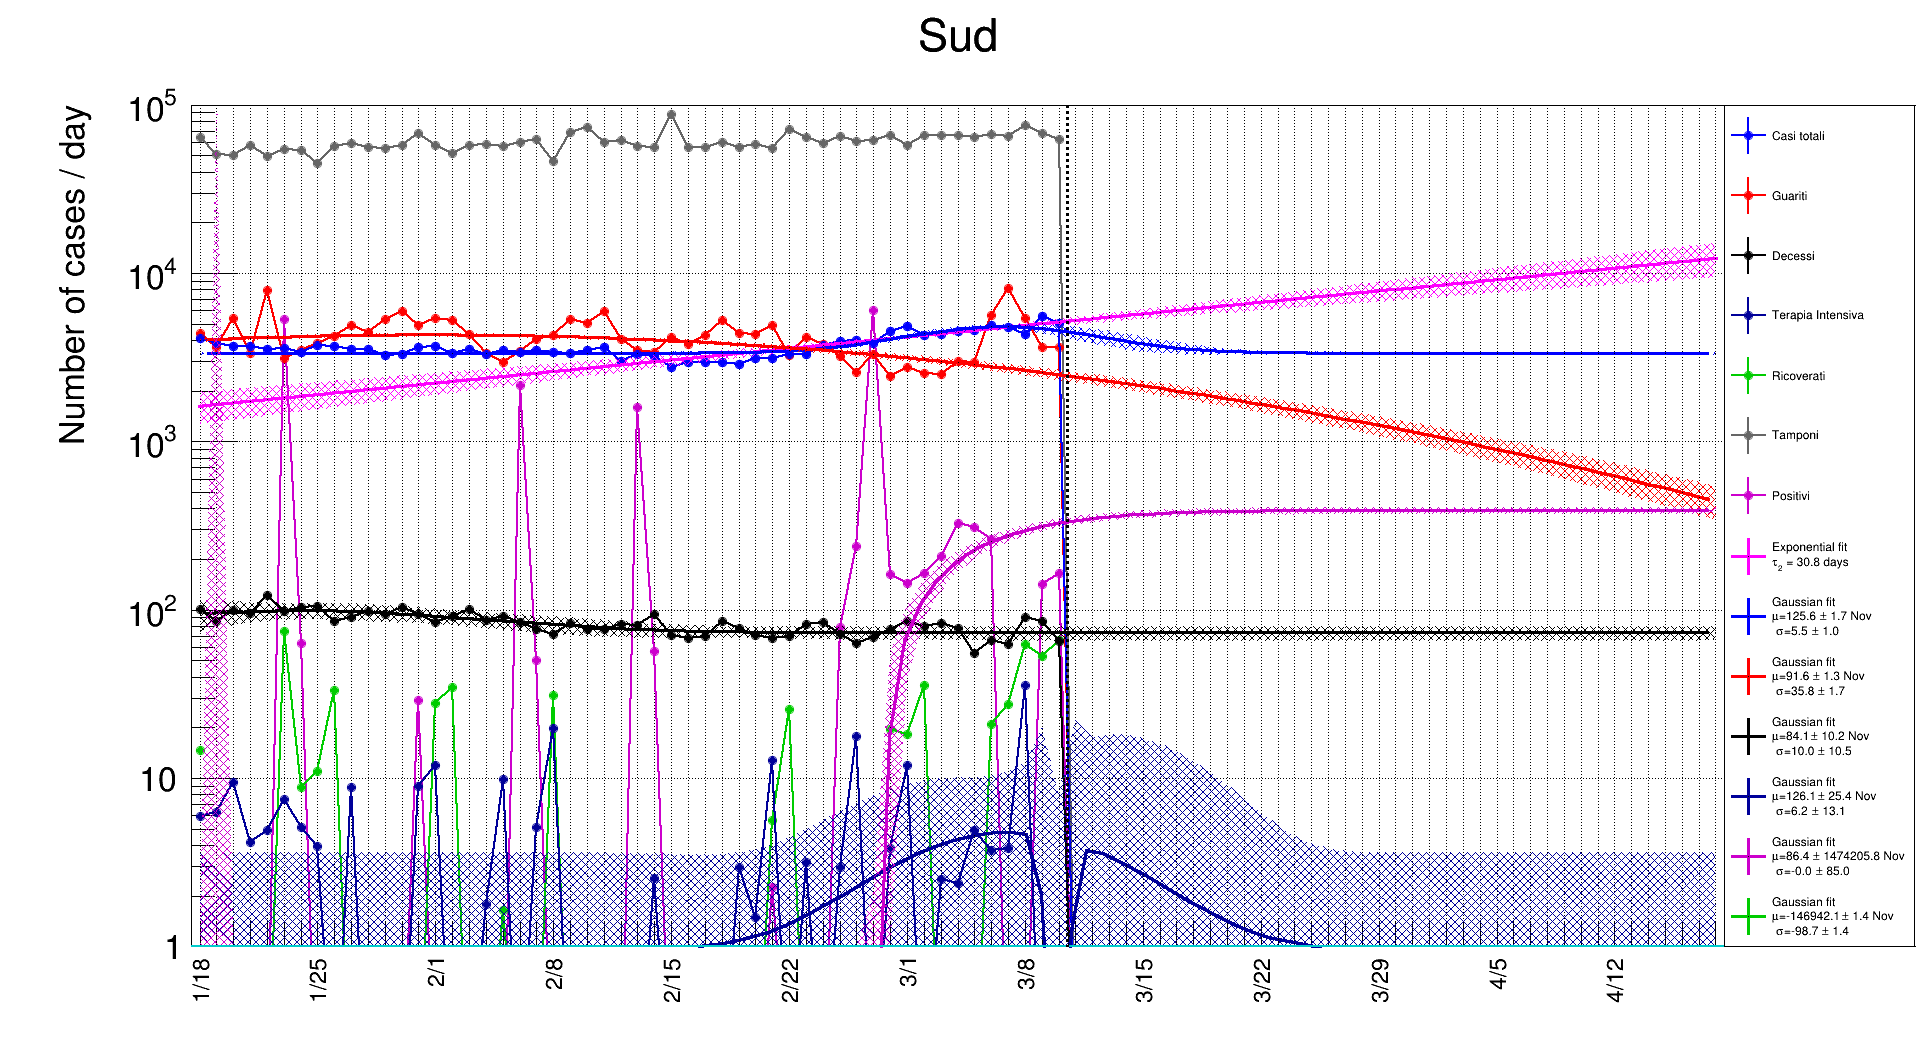 Sud
Number of cases / day
10^5
10^4
10^3
10^2
10
1
1/18
1/25
2/1
2/8
2/15
2/22
3/1
3/8
3/15
3/22
3/29
4/5
4/12
Casi totali
Guariti
Decessi
Terapia Intensiva
Ricoverati
Tamponi
Positivi
Exponential fit
τ_2 = 30.8 days
Gaussian fit
μ=125.6 ± 1.7 Nov
σ=5.5 ± 1.0
Gaussian fit
μ=91.6 ± 1.3 Nov
σ=35.8 ± 1.7
Gaussian fit
μ=84.1 ± 10.2 Nov
σ=10.0 ± 10.5
Gaussian fit
μ=126.1 ± 25.4 Nov
σ=6.2 ± 13.1
Gaussian fit
μ=86.4 ± 1474205.8 Nov
σ=-0.0 ± 85.0
Gaussian fit
μ=-146942.1 ± 1.4 Nov
σ=-98.7 ± 1.4